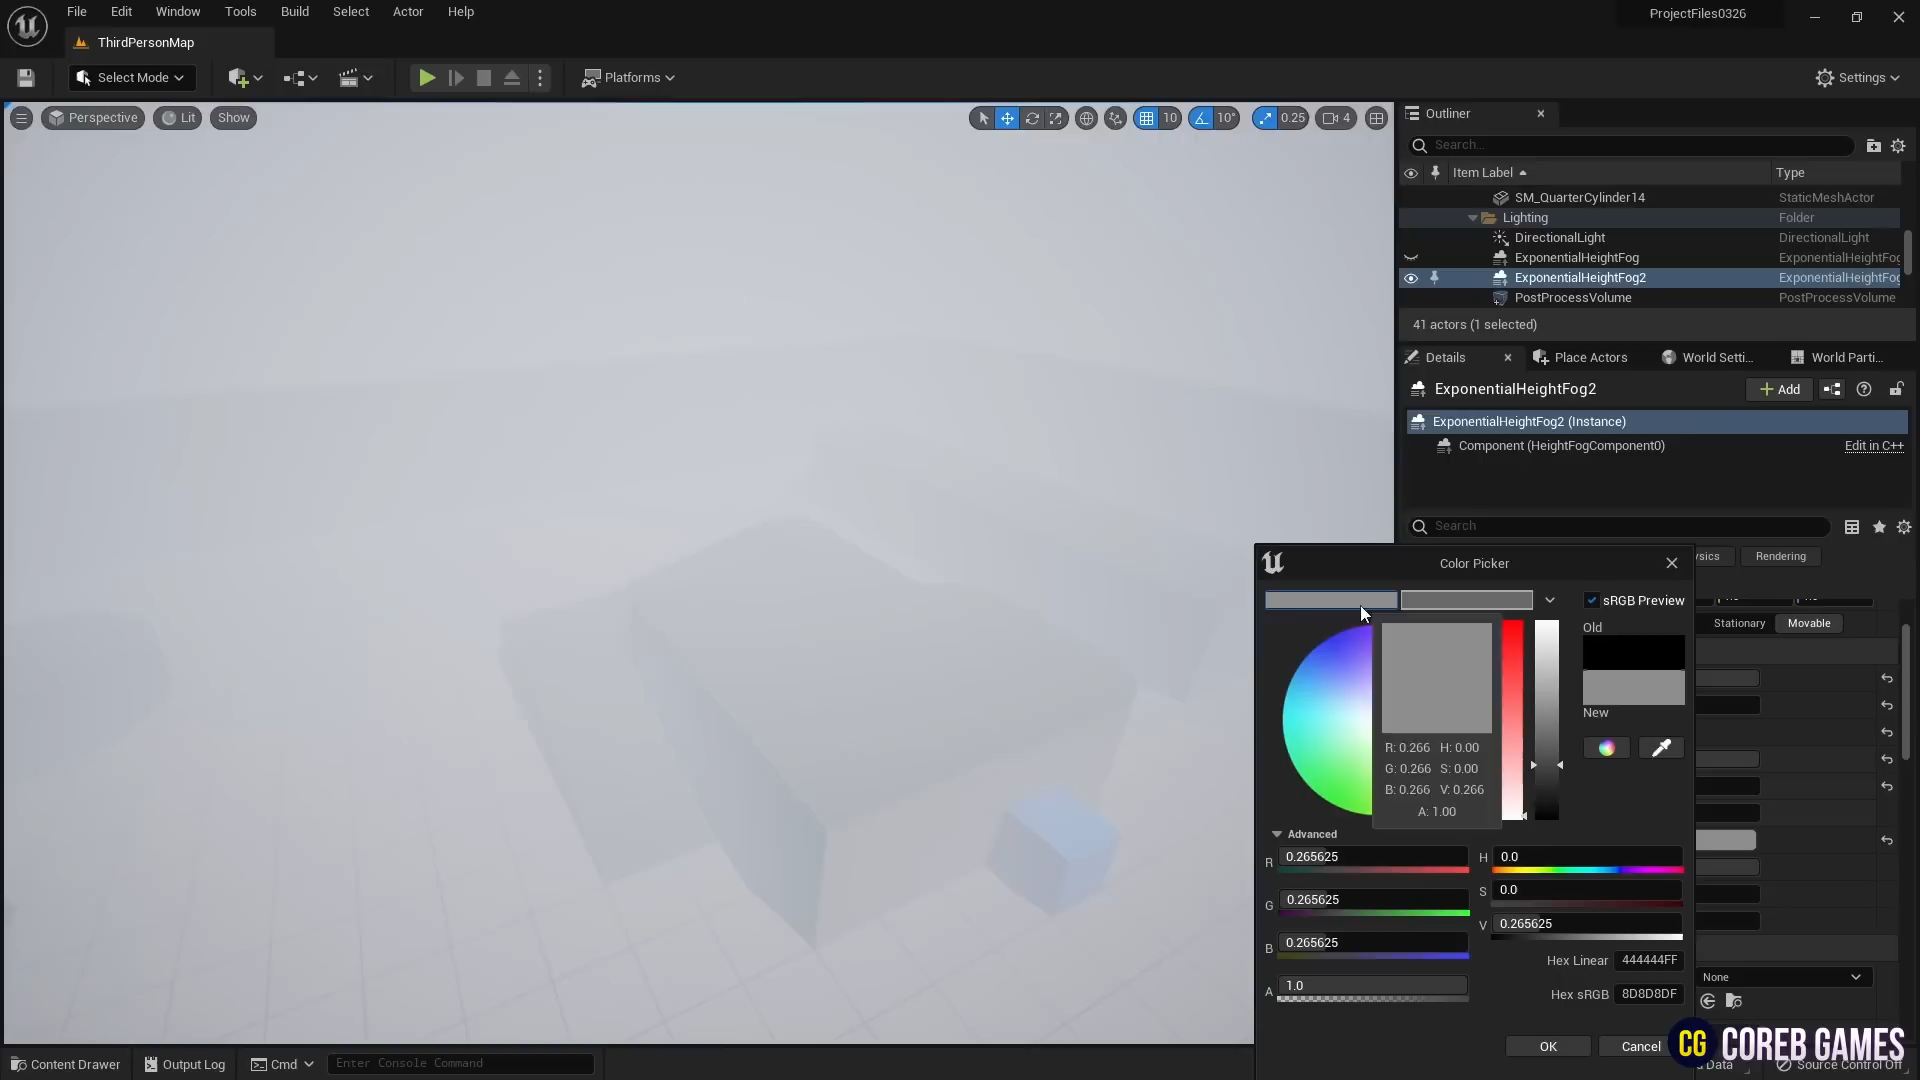 File Edit Window Tools Build Select Actor Help
ProjectFiles0326
ThirdPersonMap
Select Mode
Platforms
Settings
Perspective Lit Show
10 10° 0.25 4
Outliner
Search...
Item Label Type
SM_QuarterCylinder14 StaticMeshActor
Lighting Folder
DirectionalLight DirectionalLight
ExponentialHeightFog ExponentialHeightFog
ExponentialHeightFog2 ExponentialHeightFog
PostProcessVolume PostProcessVolume
41 actors (1 selected)
Details Place Actors World Setti... World Parti...
ExponentialHeightFog2
Add
ExponentialHeightFog2 (Instance)
Component (HeightFogComponent0) Edit in C++
Search
Rendering
Stationary Movable
Color Picker
sRGB Preview
Old
New
R: 0.266 H: 0.00
G: 0.266 S: 0.00
B: 0.266 V: 0.266
A: 1.00
Advanced
R 0.265625 H 0.0
G 0.265625 S 0.0
B 0.265625 V 0.265625
A 1.0
Hex Linear 444444FF
Hex sRGB 8D8D8DF
OK Cancel
None
CG COREB GAMES
Content Drawer Output Log Cmd Enter Console Command
Data Source Control Off